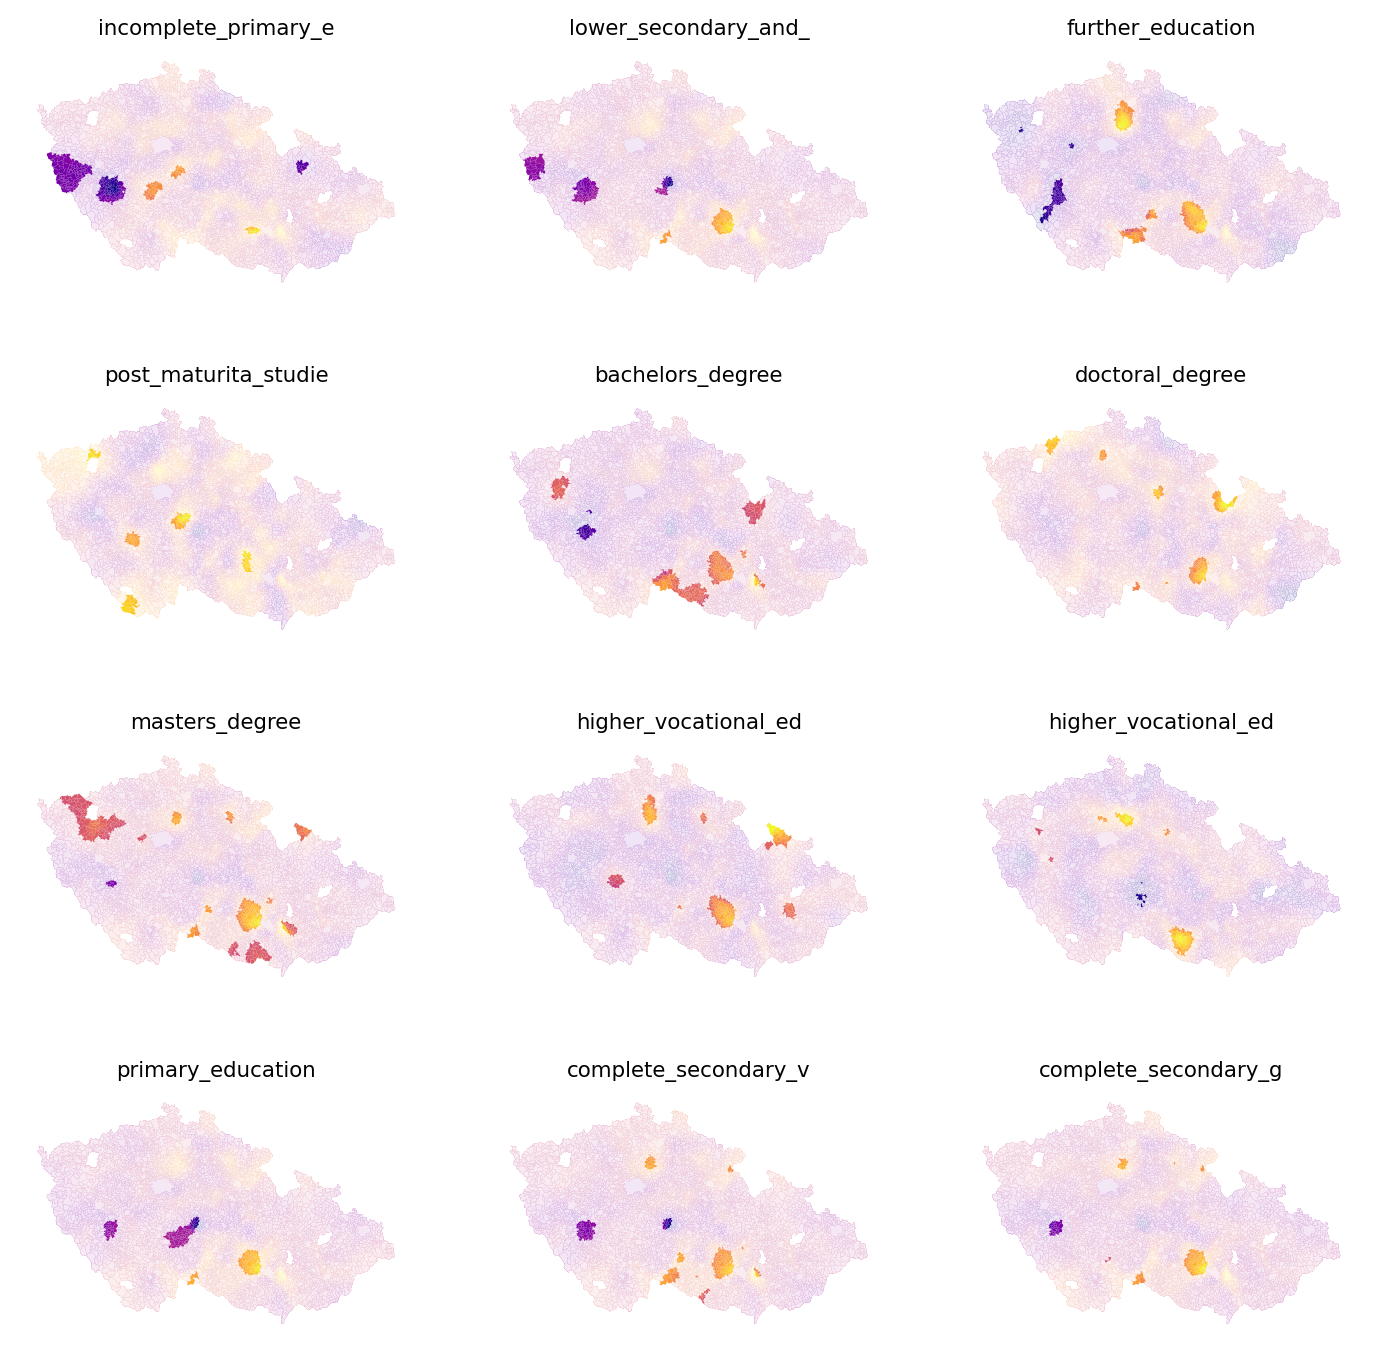 incomplete_primary_e
lower_secondary_and_
further_education
post_maturita_studie
bachelors_degree
doctoral_degree
masters_degree
higher_vocational_ed
higher_vocational_ed
primary_education
complete_secondary_v
complete_secondary_g